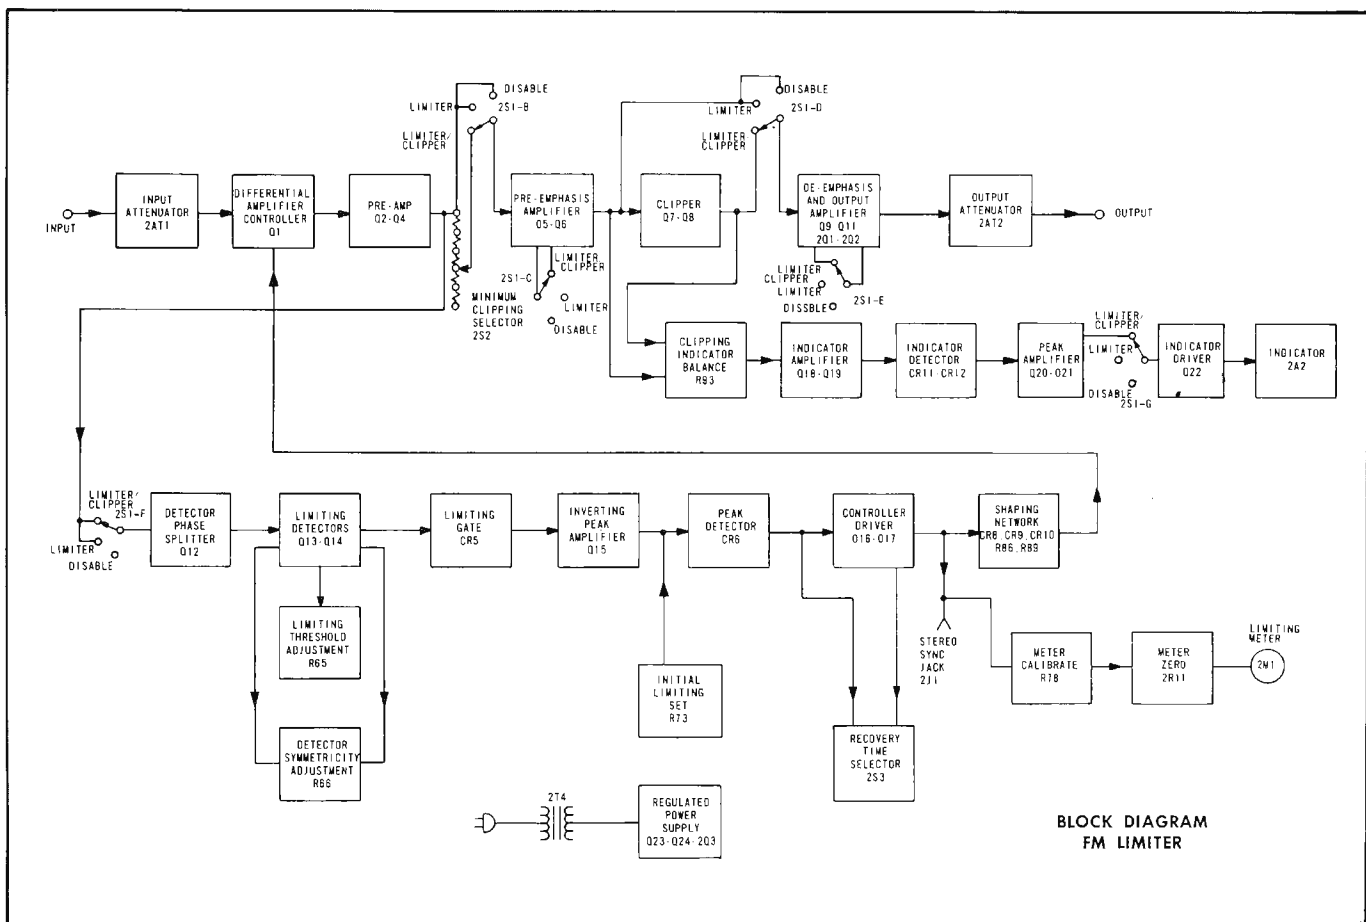 DISABLE
LIMITER
2S1-B
LIMITER/
CLIPPER
DISABLE
LIMITER
2S1-D
LIMITER-
CLIPPER
INPUT
INPUT
ATTENUATOR
2AT1
DIFFERENTIAL
AMPLIFIER
CONTROLLER
Q1
PRE-AMP
Q2-Q4
PRE-EMPHASIS
AMPLIFIER
Q5-Q6
CLIPPER
Q7-Q8
DE-EMPHASIS
AND OUTPUT
AMPLIFIER
Q9-Q11
2Q1-2Q2
OUTPUT
ATTENUATOR
2AT2
OUTPUT
LIMITER
CLIPPER
2S1-C
LIMITER
DISABLE
MINIMUM
CLIPPING
SELECTOR
2S2
LIMITER
CLIPPER
LIMITER
DISSBLE
2S1-E
CLIPPING
INDICATOR
BALANCE
R93
INDICATOR
AMPLIFIER
Q18-Q19
INDICATOR
DETECTOR
CR11-CR12
PEAK
AMPLIFIER
Q20-Q21
LIMITER/
CLIPPER
LIMITER
DISABLE
2S1-G
INDICATOR
DRIVER
Q22
INDICATOR
2A2
LIMITER/
CLIPPER
2S1-F
LIMITER
DISABLE
DETECTOR
PHASE
SPLITTER
Q12
LIMITING
DETECTORS
Q13-Q14
LIMITING
GATE
CR5
INVERTING
PEAK
AMPLIFIER
Q15
PEAK
DETECTOR
CR6
CONTROLLER
DRIVER
Q16-Q17
SHAPING
NETWORK
CR8,CR9,CR10
R86,R89
LIMITING
THRESHOLD
ADJUSTMENT
R65
DETECTOR
SYMMETRICITY
ADJUSTMENT
R66
INITIAL
LIMITING
SET
R73
RECOVERY
TIME
SELECTOR
2S3
STEREO
SYNC
JACK
2J1
METER
CALIBRATE
R78
METER
ZERO
2R11
LIMITING
METER
2M1
2T4
REGULATED
POWER
SUPPLY
Q23-Q24-2Q3
BLOCK DIAGRAM
FM LIMITER